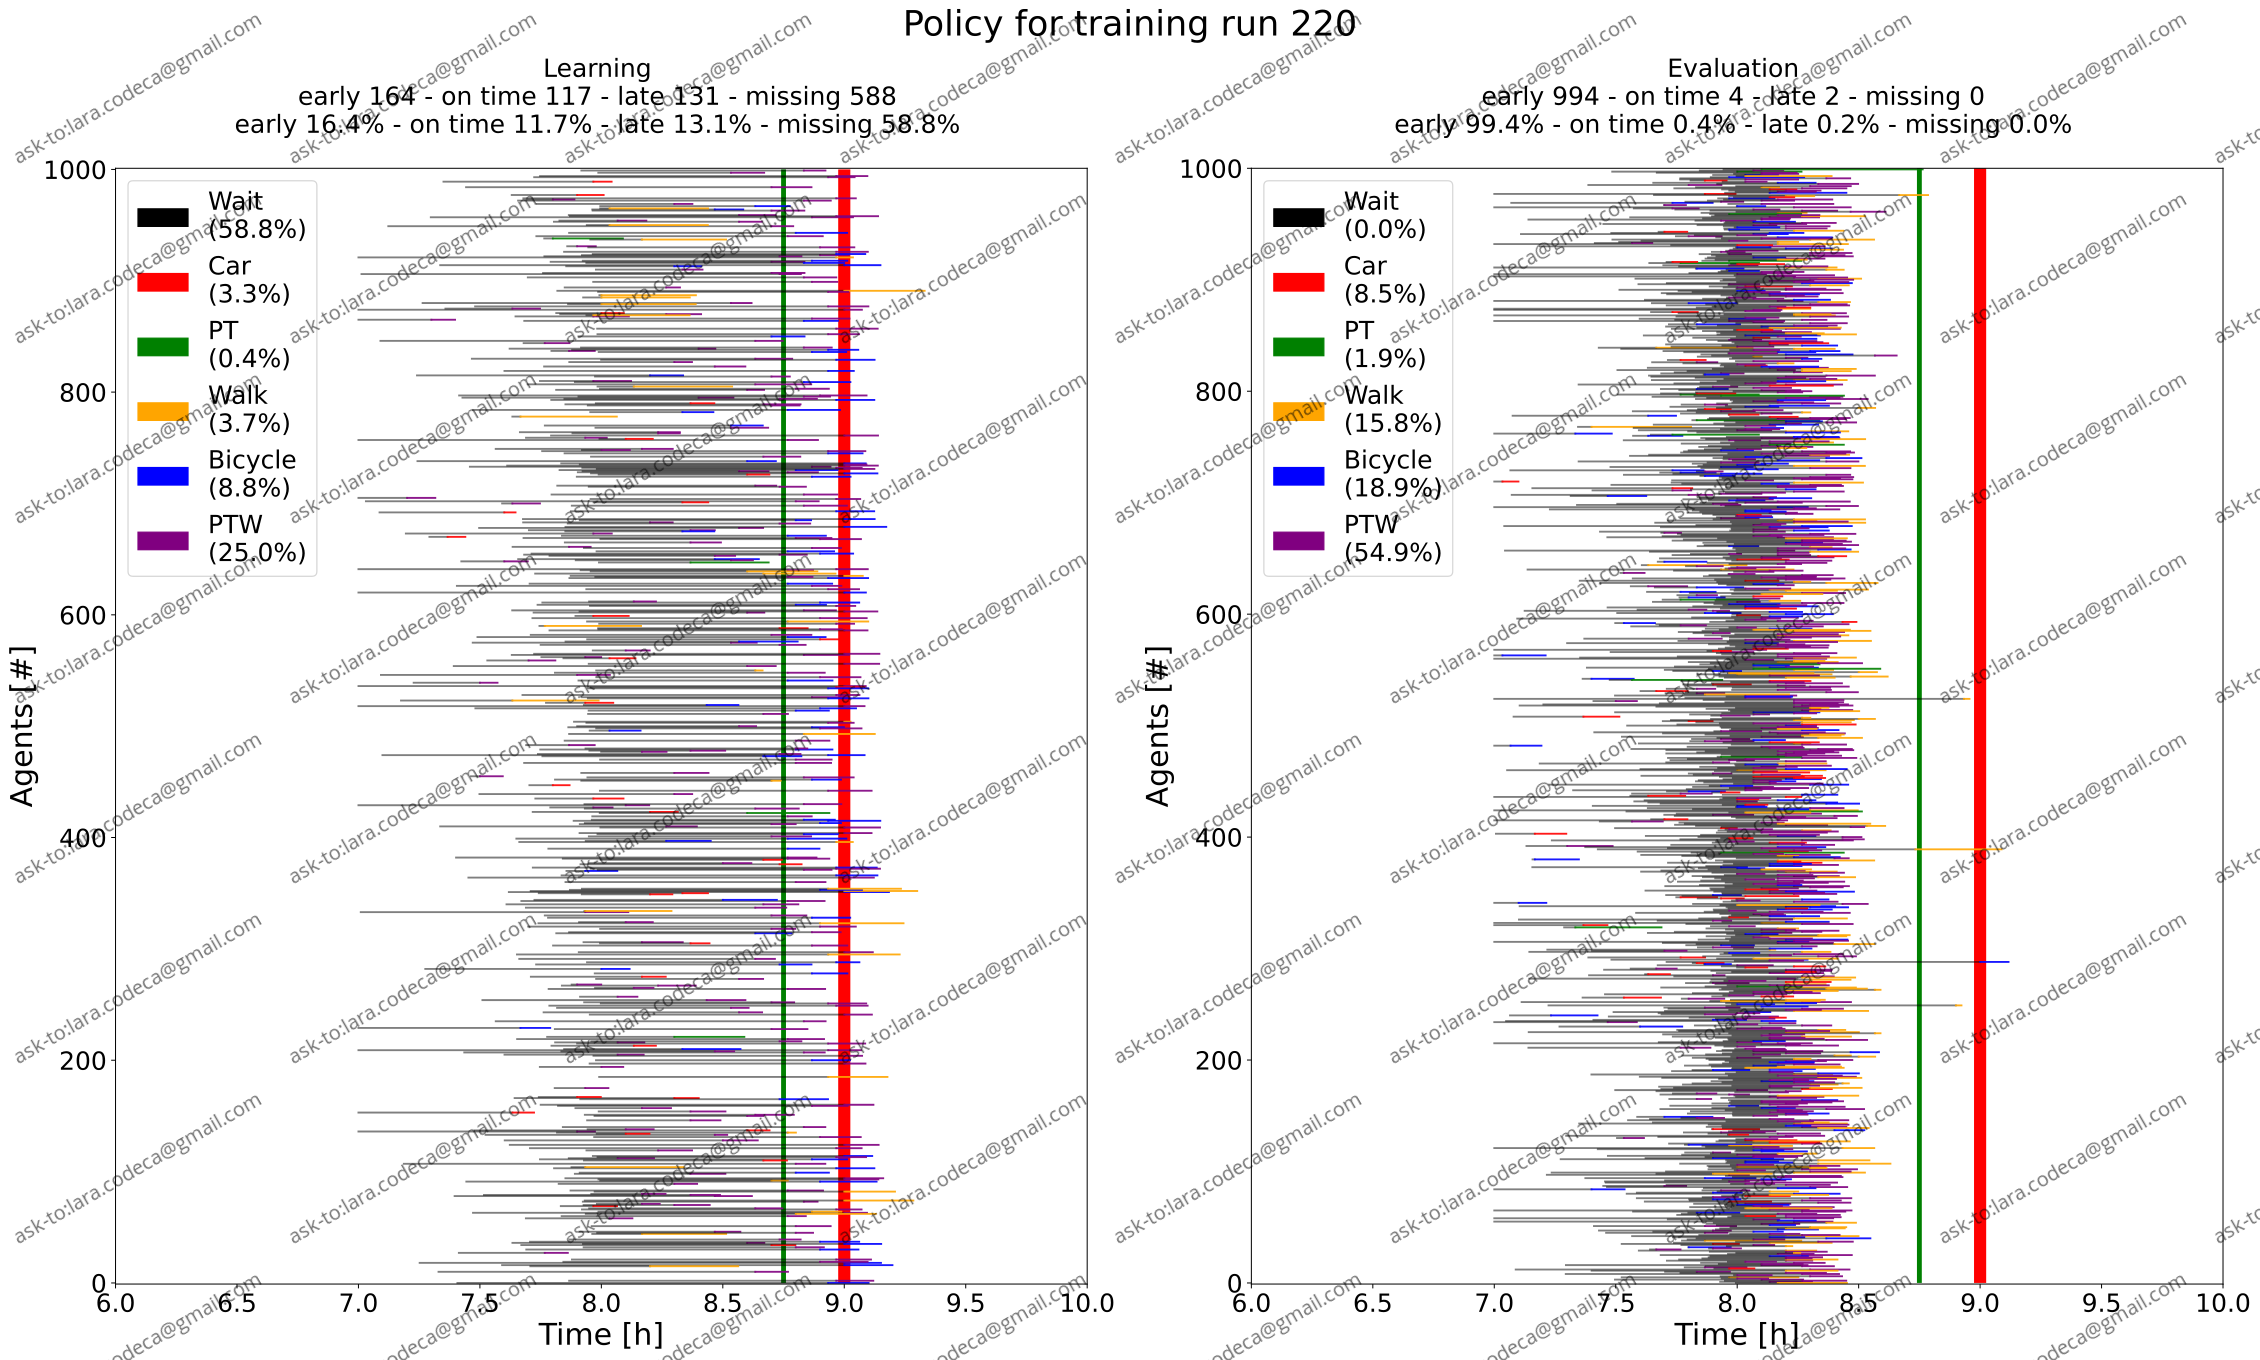 Policy for training run 220
Learning
early 164 - on time 117 - late 131 - missing 588
early 16.4% - on time 11.7% - late 13.1% - missing 58.8%
Agents [#]
1000
800
600
400
200
0
Wait
(58.8%)
Car
(3.3%)
PT
(0.4%)
Walk
(3.7%)
Bicycle
(8.8%)
PTW
(25.0%)
6.0 6.5 7.0 7.5 8.0 8.5 9.0 9.5 10.0
Time [h]
Evaluation
early 994 - on time 4 - late 2 - missing 0
early 99.4% - on time 0.4% - late 0.2% - missing 0.0%
Agents [#]
1000
800
600
400
200
0
Wait
(0.0%)
Car
(8.5%)
PT
(1.9%)
Walk
(15.8%)
Bicycle
(18.9%)
PTW
(54.9%)
6.0 6.5 7.0 7.5 8.0 8.5 9.0 9.5 10.0
Time [h]
ask-to:lara.codeca@gmail.com